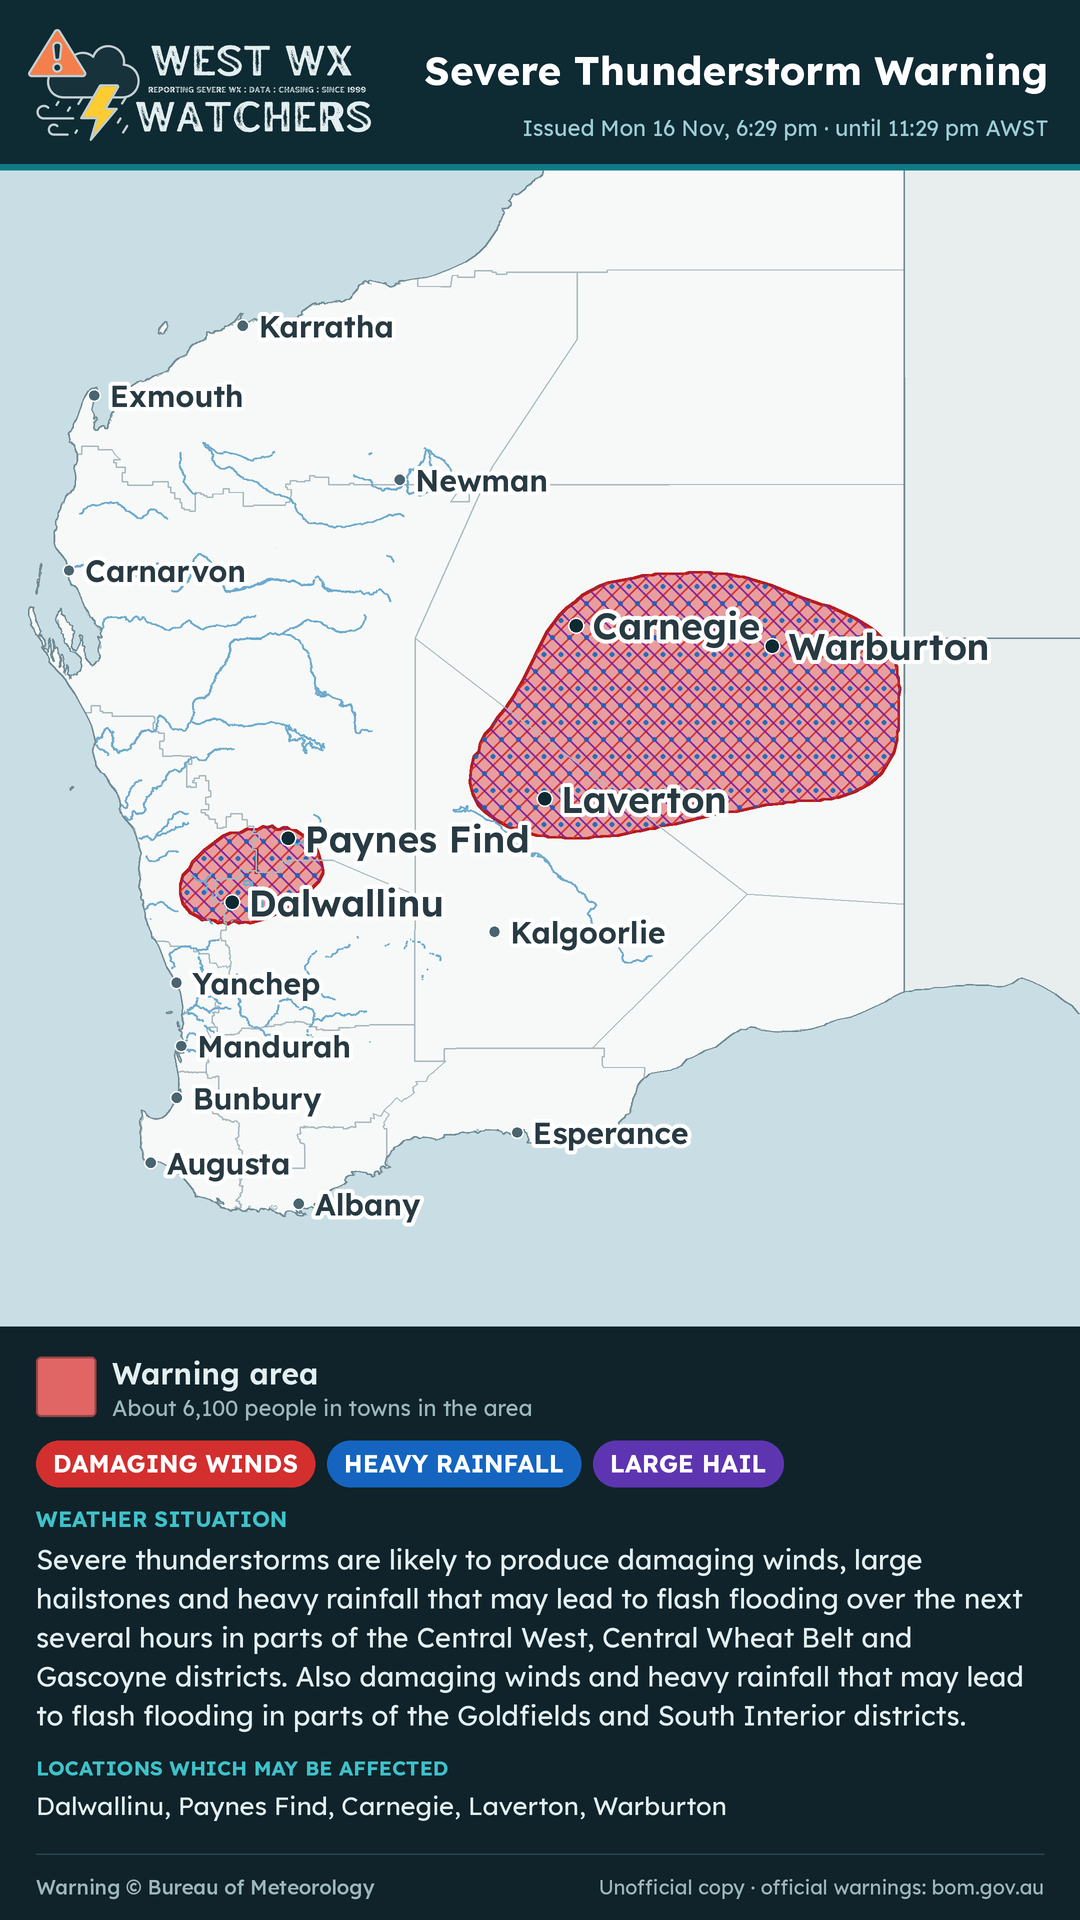 WEST WX
REPORTING SEVERE WX : DATA : CHASING : SINCE 1999
WATCHERS
Severe Thunderstorm Warning
Issued Mon 16 Nov, 6:29 pm · until 11:29 pm AWST
Karratha
Exmouth
Newman
Carnarvon
Carnegie
Warburton
Laverton
Paynes Find
Dalwallinu
Kalgoorlie
Yanchep
Mandurah
Bunbury
Esperance
Augusta
Albany
Warning area
About 6,100 people in towns in the area
DAMAGING WINDS
HEAVY RAINFALL
LARGE HAIL
WEATHER SITUATION
Severe thunderstorms are likely to produce damaging winds, large
hailstones and heavy rainfall that may lead to flash flooding over the next
several hours in parts of the Central West, Central Wheat Belt and
Gascoyne districts. Also damaging winds and heavy rainfall that may lead
to flash flooding in parts of the Goldfields and South Interior districts.
LOCATIONS WHICH MAY BE AFFECTED
Dalwallinu, Paynes Find, Carnegie, Laverton, Warburton
Warning © Bureau of Meteorology
Unofficial copy · official warnings: bom.gov.au